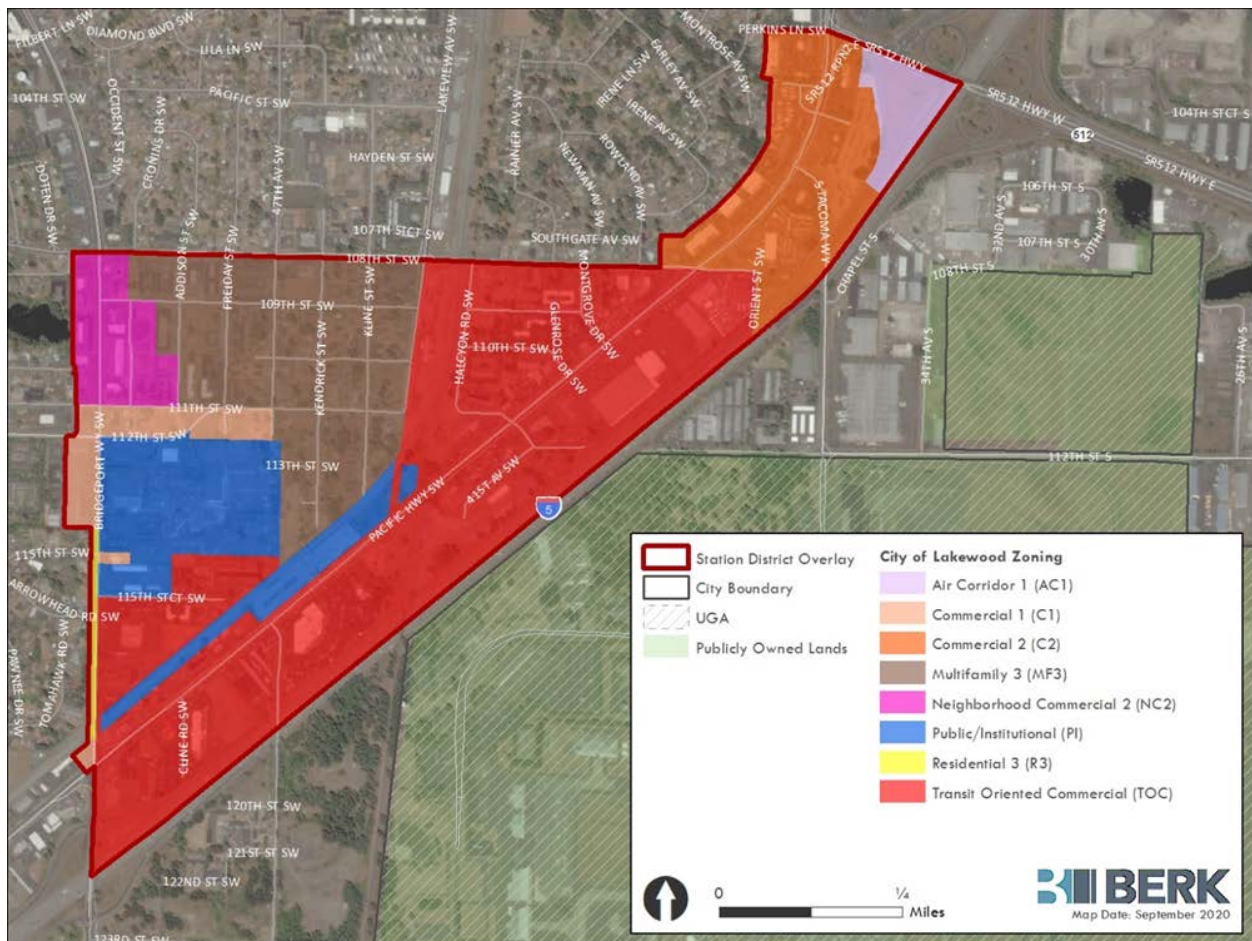 FILBERT LN SW
DIAMOND BLVD SW
LILA LN SW
PACIFIC ST SW
104TH ST SW
OCCIDENT ST SW
CRONINS DR SW
DOTEN DR SW
47TH AV SW
LAKEVIEW AV SW
HAYDEN ST SW
107TH STCT SW
108TH ST SW
RAINIER AV SW
MONTROSE AV SW
FARLEY AV SW
IRENE LN SW
IRENE AV SW
ROWLAND AV SW
NEWMAN AV SW
SOUTHGATE AV SW
PERKINS LN SW
SR512 RPNZ E
SR512 HWY
SR512 HWY W
512
SR512 HWY E
104TH STCT S
106TH ST S
107TH ST S
32ND AV S
30TH AV S
108TH ST S
34TH AV S
26TH AV S
112TH ST S
S TACOMA WY
CHAPEL ST S
ORIENT ST SW
ADDISON ST SW
FREIDAY ST SW
109TH ST SW
KENDRICK ST SW
KLINE ST SW
HALCYON RD SW
110TH ST SW
GLENROSE DR SW
MONTGROVE DR SW
111TH ST SW
112TH ST SW
113TH ST SW
BRIDGEPORT WY SW
PACIFIC HWY SW
41ST AV SW
5
115TH ST SW
115TH STCT SW
ARROWHEAD RD SW
TOMAHAWK RD SW
PAWNEE DR SW
CLINE RD SW
120TH ST SW
121ST ST SW
122ND ST SW
123RD ST SW
Station District Overlay
City Boundary
UGA
Publicly Owned Lands
City of Lakewood Zoning
Air Corridor 1 (AC1)
Commercial 1 (C1)
Commercial 2 (C2)
Multifamily 3 (MF3)
Neighborhood Commercial 2 (NC2)
Public/Institutional (PI)
Residential 3 (R3)
Transit Oriented Commercial (TOC)
0 ¼
Miles
BERK
Map Date: September 2020